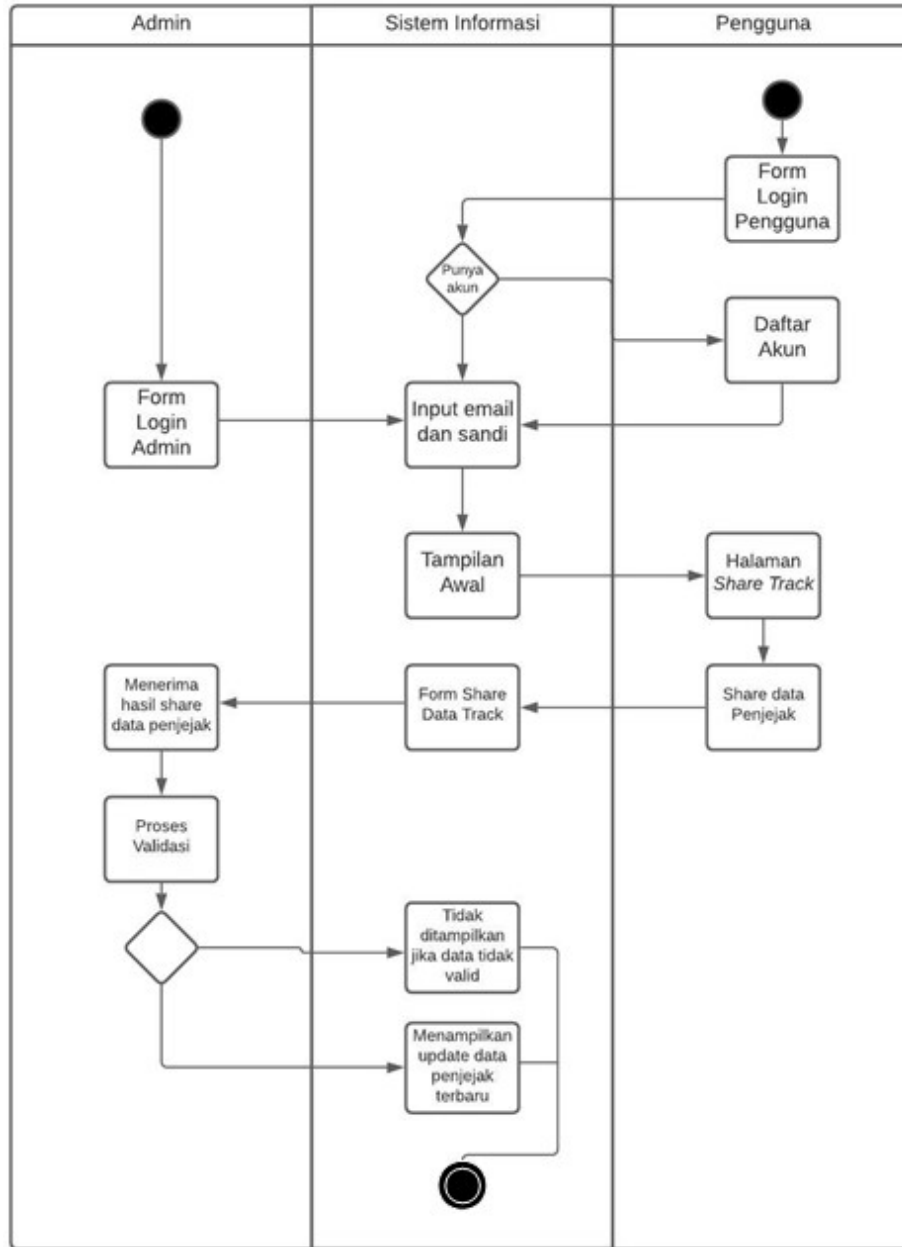 Admin
Sistem Informasi
Pengguna
Form
Login
Pengguna
Punya
akun
Daftar
Akun
Form
Login
Admin
Input email
dan sandi
Tampilan
Awal
Halaman
Share Track
Menerima
hasil share
data penjejak
Form Share
Data Track
Share data
Penjejak
Proses
Validasi
Tidak
ditampilkan
jika data tidak
valid
Menampilkan
update data
penjejak
terbaru